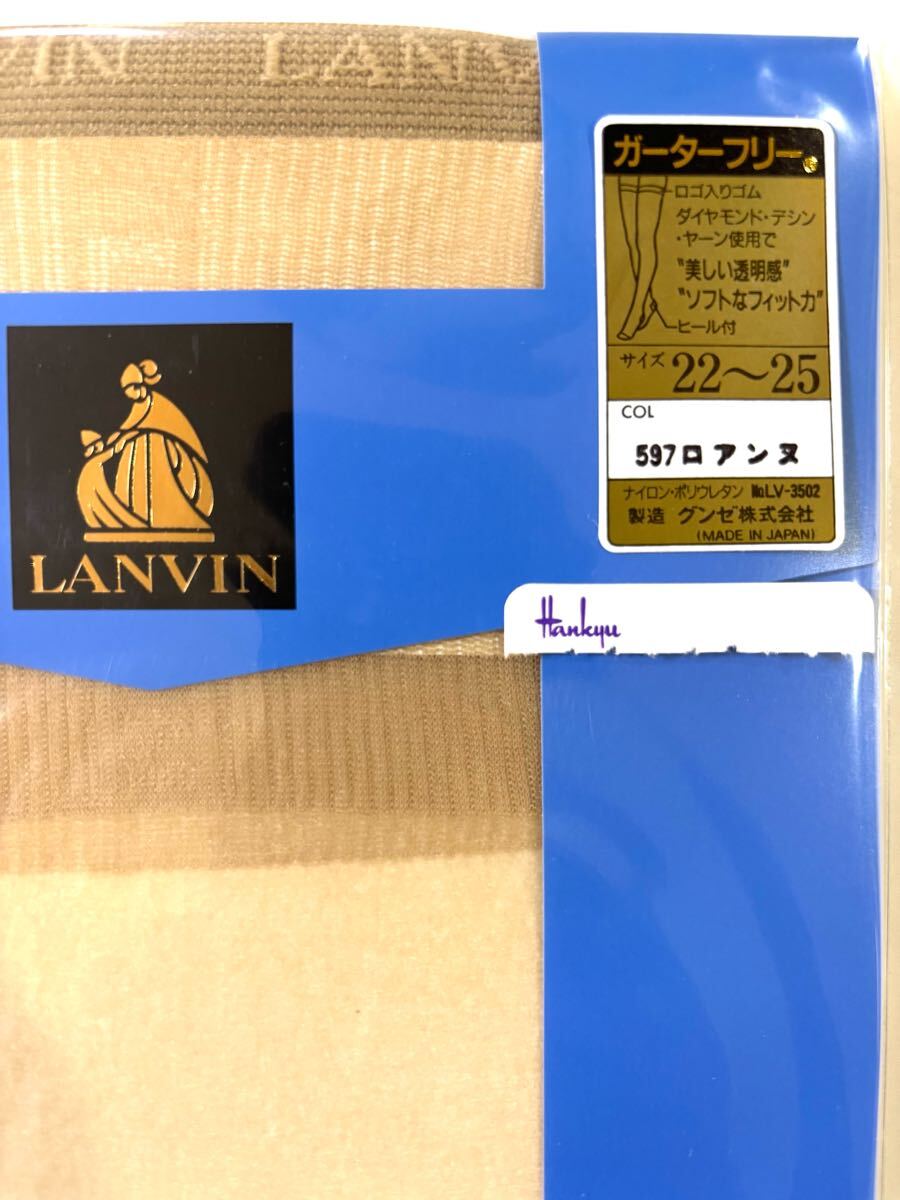 VIN LANV
ガーターフリー®
ロゴ入りゴム
ダイヤモンド・デシン
・ヤーン使用で
"美しい透明感"
"ソフトなフィット力"
ヒール付
サイズ 22〜25
COL
597ロアンヌ
ナイロン・ポリウレタン №LV-3502
製造 グンゼ株式会社
(MADE IN JAPAN)
LANVIN
Hankyu